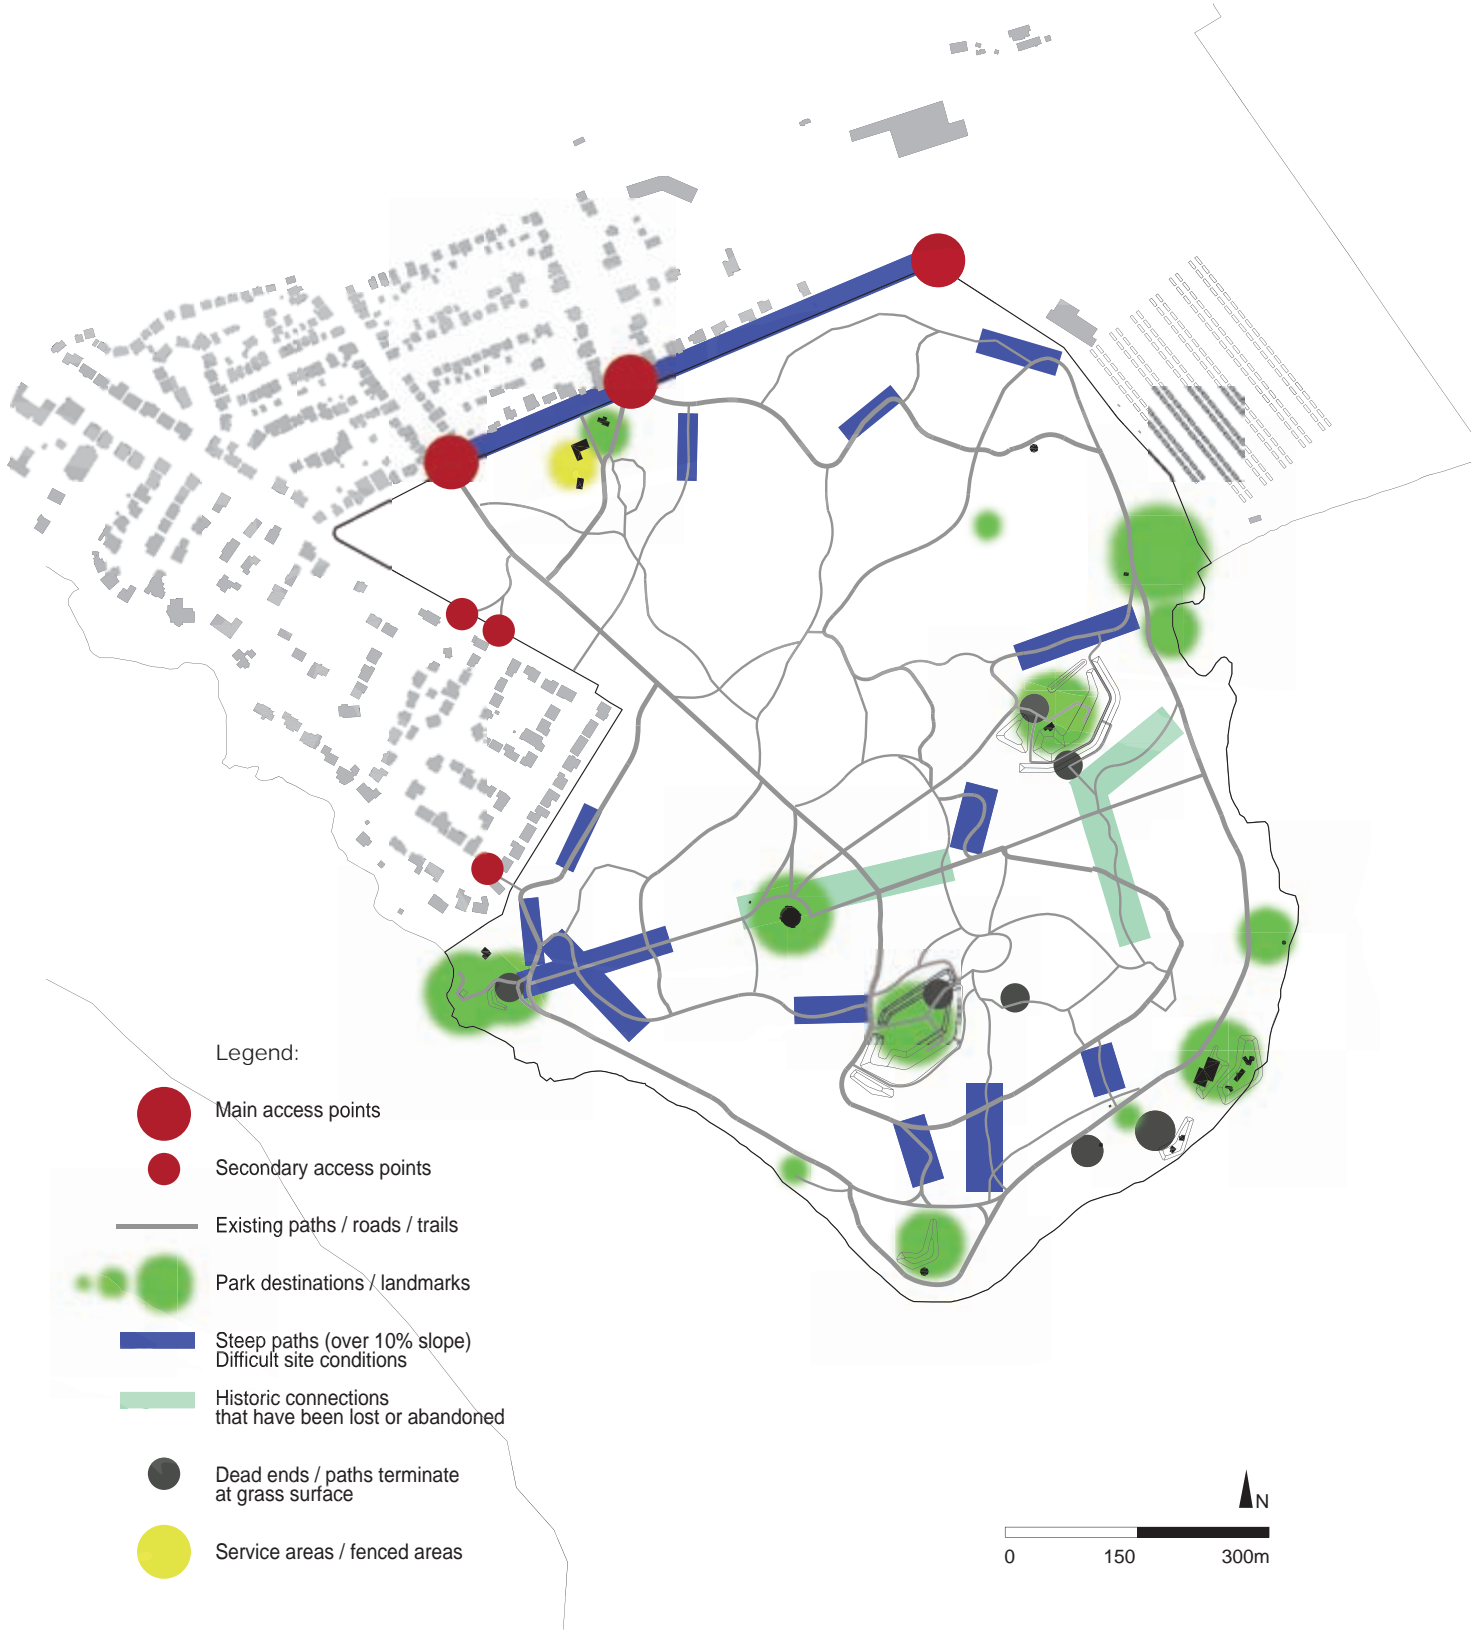 Legend:
Main access points
Secondary access points
Existing paths / roads / trails
Park destinations / landmarks
Steep paths (over 10% slope)
Difficult site conditions
Historic connections
that have been lost or abandoned
Dead ends / paths terminate
at grass surface
Service areas / fenced areas
N
0 150 300m